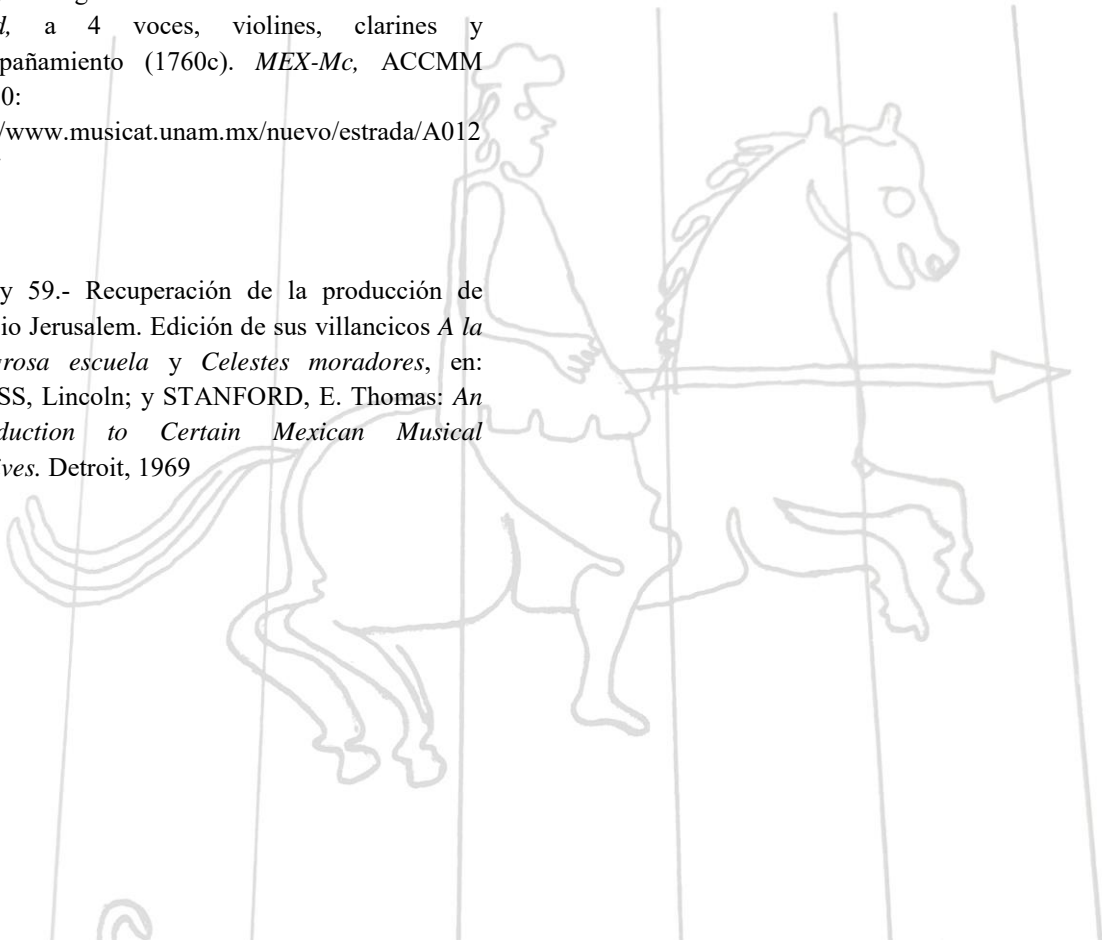 d, a 4 voces, violines, clarines y
pañamiento (1760c). MEX-Mc, ACCMM
0:
/www.musicat.unam.mx/nuevo/estrada/A012
y 59.- Recuperación de la producción de
io Jerusalem. Edición de sus villancicos A la
rosa escuela y Celestes moradores, en:
SS, Lincoln; y STANFORD, E. Thomas: An
duction to Certain Mexican Musical
ves. Detroit, 1969